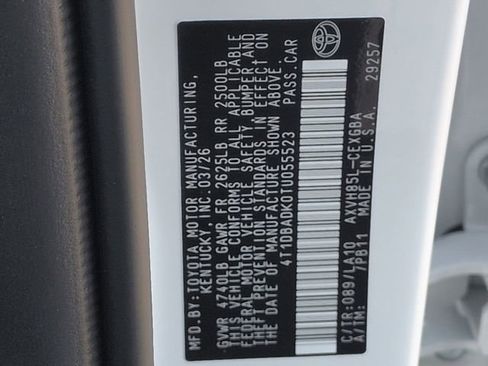 MFD.BY:TOYOTA MOTOR MANUFACTURING,
KENTUCKY, INC.03/26
GVWR 4740LB GAWR FR 2625LB RR 2500LB
THIS VEHICLE CONFORMS TO ALL APPLICABLE
FEDERAL MOTOR VEHICLE SAFETY, BUMPER, AND
THEFT PREVENTION STANDARDS IN EFFECT ON
THE DATE OF MANUFACTURE SHOWN ABOVE.
4T1DBADK0TU055523 PASS.CAR
C/TR:089/LA10 AXVH85L-CEXGBA
A/TM: /PB11 MADE IN U.S.A.
29257